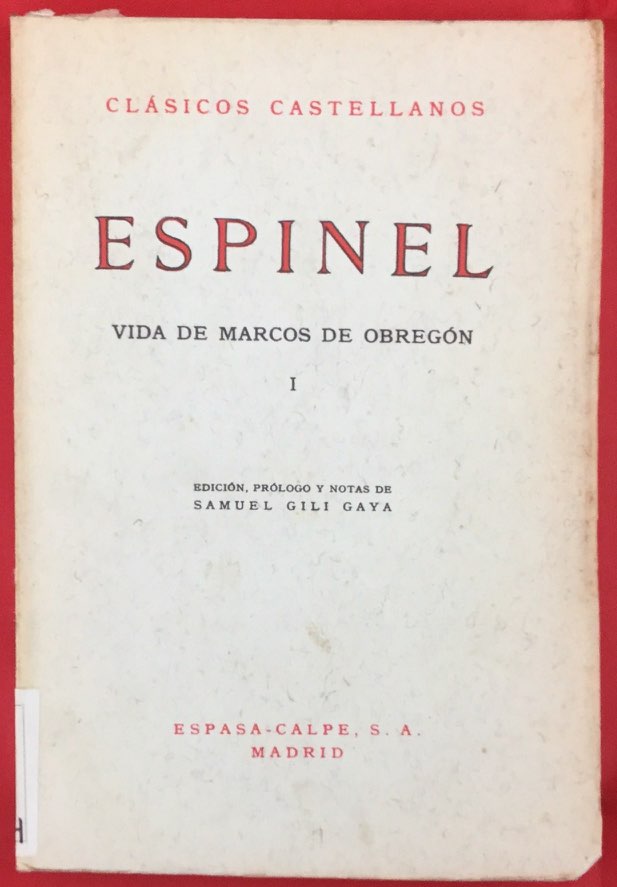 CLÁSICOS CASTELLANOS
ESPINEL
VIDA DE MARCOS DE OBREGÓN
I
EDICIÓN, PRÓLOGO Y NOTAS DE
SAMUEL GILI GAYA
ESPASA-CALPE, S. A.
MADRID
H